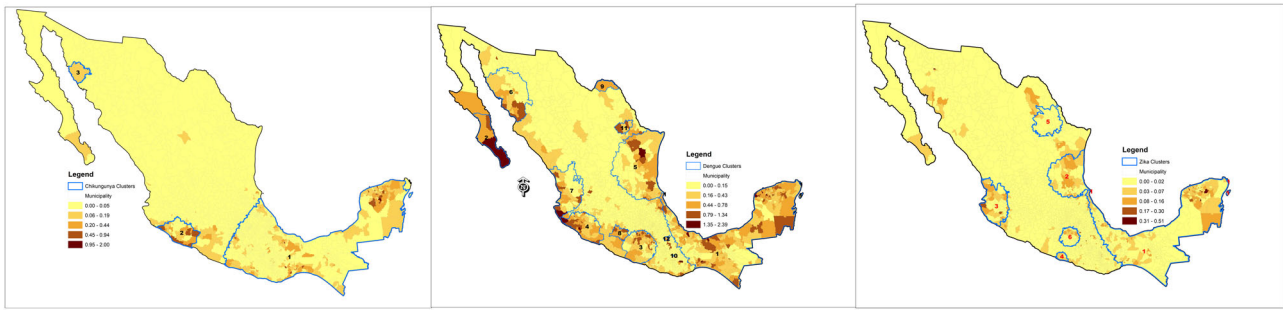 3
2
1
1
Legend
Chikungunya Clusters
Municipality
0.00 - 0.05
0.06 - 0.19
0.20 - 0.44
0.45 - 0.94
0.95 - 2.00
2
6
9
11
5
7
4
8
3
12
10
1
Legend
Dengue Clusters
Municipality
0.00 - 0.15
0.16 - 0.43
0.44 - 0.78
0.79 - 1.34
1.35 - 2.39
5
2
3
6
4
1
Legend
Zika Clusters
Municipality
0.00 - 0.02
0.03 - 0.07
0.08 - 0.16
0.17 - 0.30
0.31 - 0.51